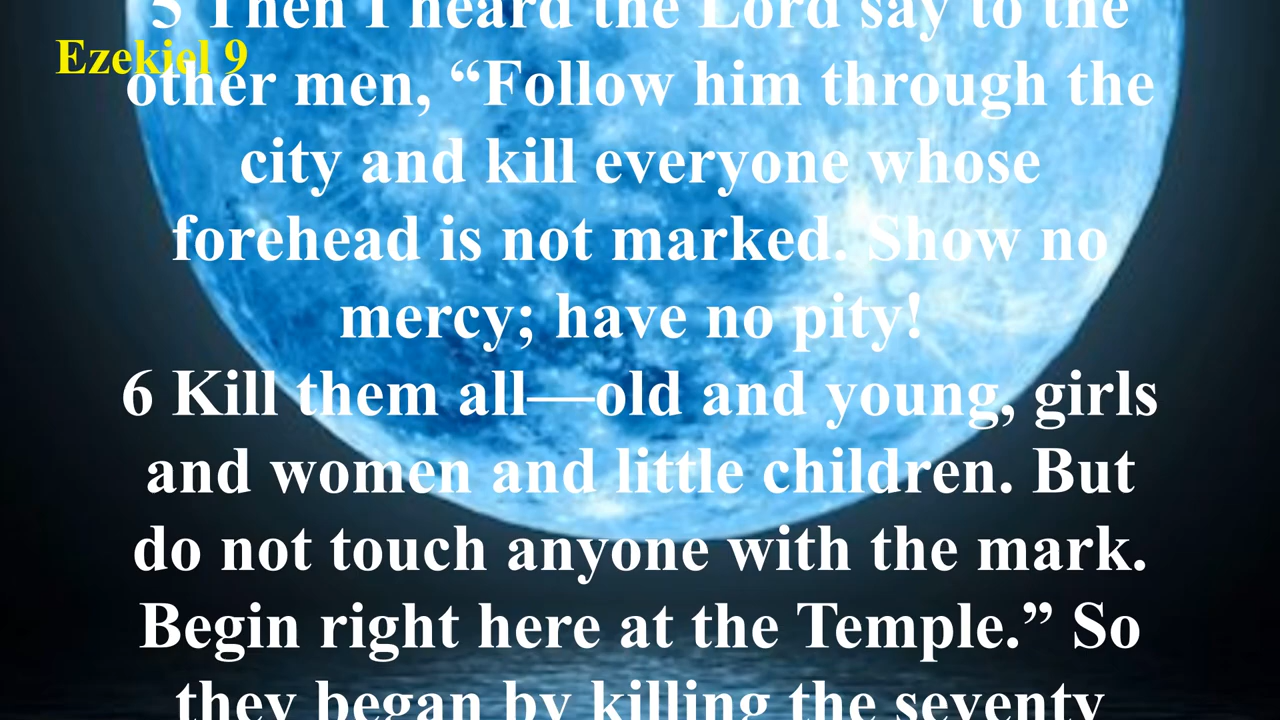 5 Then I heard the Lord say to the
Ezekiel 9
other men, “Follow him through the
city and kill everyone whose
forehead is not marked. Show no
mercy; have no pity!
6 Kill them all—old and young, girls
and women and little children. But
do not touch anyone with the mark.
Begin right here at the Temple.” So
they began by killing the seventy